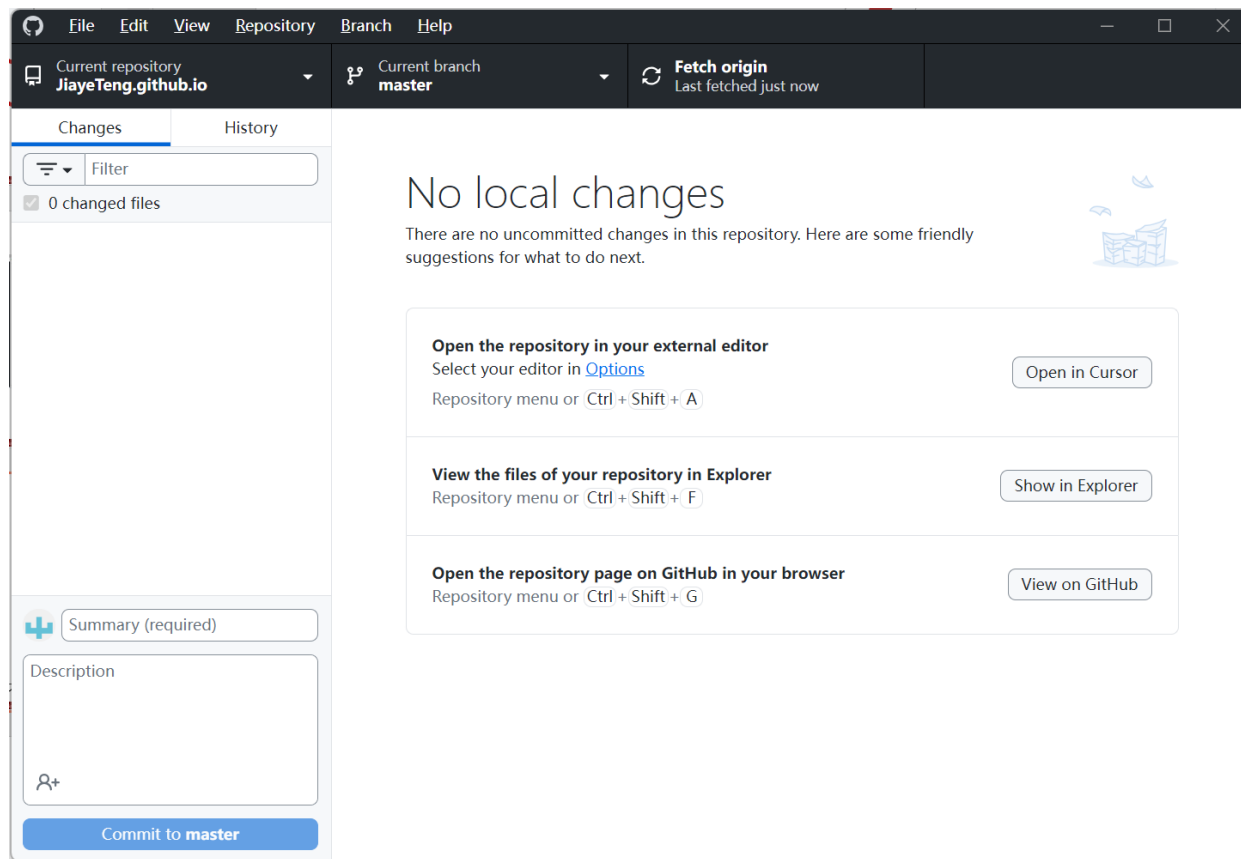 File Edit View Repository Branch Help
Current repository
JiayeTeng.github.io
Current branch
master
Fetch origin
Last fetched just now
Changes History
Filter
0 changed files
No local changes
There are no uncommitted changes in this repository. Here are some friendly
suggestions for what to do next.
Open the repository in your external editor
Select your editor in Options
Repository menu or Ctrl + Shift + A
Open in Cursor
View the files of your repository in Explorer
Repository menu or Ctrl + Shift + F
Show in Explorer
Open the repository page on GitHub in your browser
Repository menu or Ctrl + Shift + G
View on GitHub
Summary (required)
Description
Commit to master